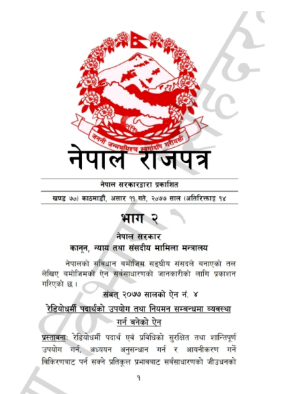 जननी जन्मभूमिश्च स्वर्गादपि गरीयसी
नेपाल राजपत्र
नेपाल सरकारद्वारा प्रकाशित
खण्ड ७०) काठमाडौं, असार ११ गते, २०७७ साल (अतिरिक्ताङ्क १४
भाग २
नेपाल सरकार
कानून, न्याय तथा संसदीय मामिला मन्त्रालय
नेपालको संविधान बमोजिम सङ्घीय संसदले बनाएको तल
लेखिए बमोजिमको ऐन सर्वसाधारणको जानकारीको लागि प्रकाशन
गरिएको छ।
संवत् २०७७ सालको ऐन नं. ४
रेडियोधर्मी पदार्थको उपयोग तथा नियमन सम्बन्धमा व्यवस्था
गर्न बनेको ऐन
प्रस्तावनाः रेडियोधर्मी पदार्थ एवं प्रविधिको सुरक्षित तथा शान्तिपूर्ण
उपयोग गर्न, अध्ययन अनुसन्धान गर्न र आयनीकरण गर्ने
विकिरणबाट पर्न सक्ने प्रतिकूल प्रभावबाट सर्वसाधारणको जीउधनको
१